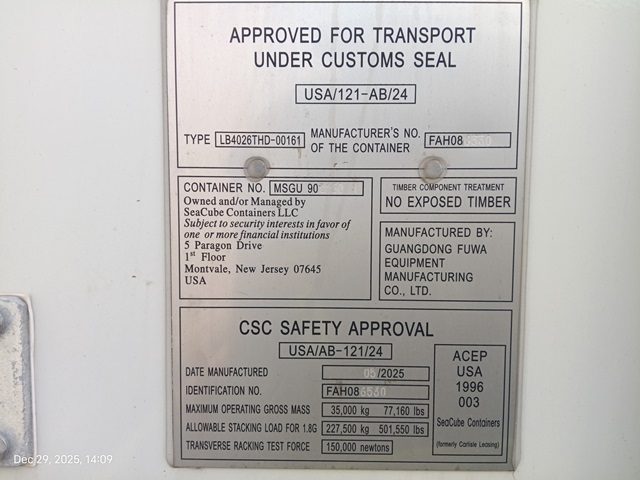 APPROVED FOR TRANSPORT
UNDER CUSTOMS SEAL
USA/121-AB/24
TYPE LB4026THD-00161
MANUFACTURER'S NO.
OF THE CONTAINER
FAH08
CONTAINER NO. MSGU 90
Owned and/or Managed by
SeaCube Containers LLC
Subject to security interests in favor of
one or more financial institutions
5 Paragon Drive
1st Floor
Montvale, New Jersey 07645
USA
TIMBER COMPONENT TREATMENT
NO EXPOSED TIMBER
MANUFACTURED BY:
GUANGDONG FUWA
EQUIPMENT
MANUFACTURING
CO., LTD.
CSC SAFETY APPROVAL
USA/AB-121/24
DATE MANUFACTURED 05/2025
IDENTIFICATION NO. FAH08
MAXIMUM OPERATING GROSS MASS 35,000 kg 77,160 lbs
ALLOWABLE STACKING LOAD FOR 1.8G 227,500 kg 501,550 lbs
TRANSVERSE RACKING TEST FORCE 150,000 newtons
ACEP
USA
1996
003
SeaCube Containers
(formerly Carlisle Leasing)
Dec 29, 2025, 14:09